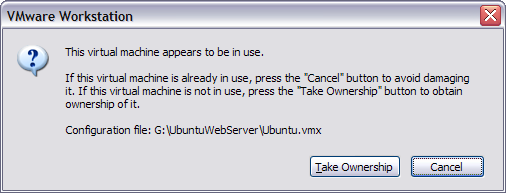 VMware Workstation
This virtual machine appears to be in use.
If this virtual machine is already in use, press the "Cancel" button to avoid damaging
it. If this virtual machine is not in use, press the "Take Ownership" button to obtain
ownership of it.
Configuration file: G:\UbuntuWebServer\Ubuntu.vmx
Take Ownership
Cancel